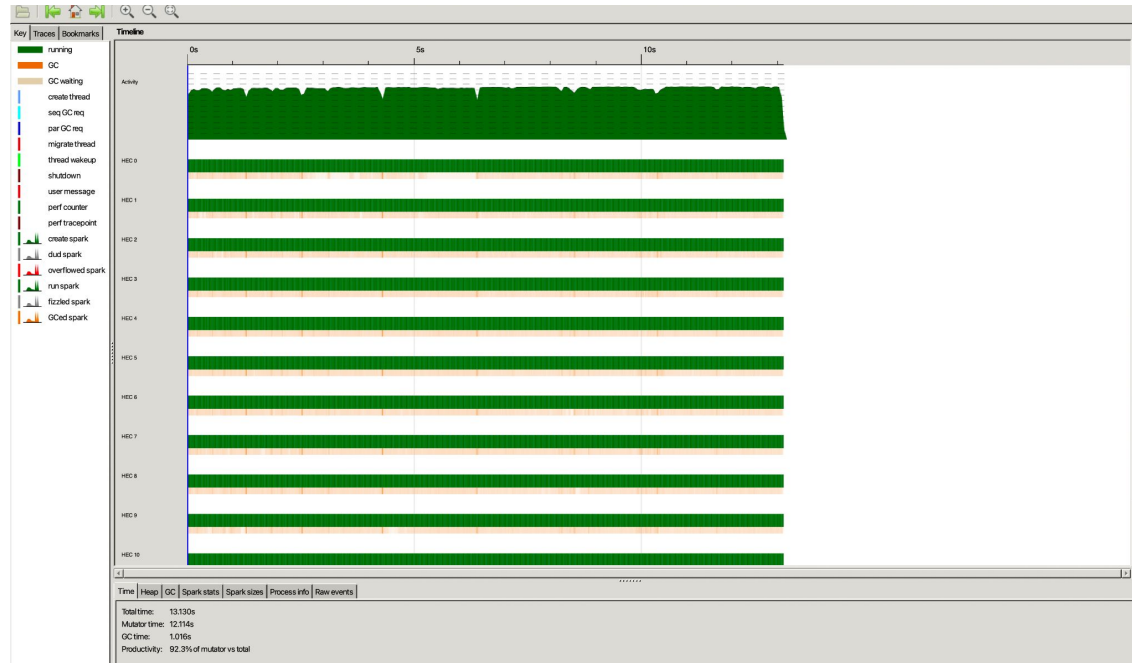 Key Traces Bookmarks
running
GC
GC waiting
create thread
seq GC req
par GC req
migrate thread
thread wakeup
shutdown
user message
perf counter
perf tracepoint
create spark
dud spark
overflowed spark
run spark
fizzled spark
GCed spark
Timeline
0s 5s 10s
Activity
HEC 0
HEC 1
HEC 2
HEC 3
HEC 4
HEC 5
HEC 6
HEC 7
HEC 8
HEC 9
HEC 10
Time Heap GC Spark stats Spark sizes Process info Raw events
Total time: 13.130s
Mutator time: 12.114s
GC time: 1.016s
Productivity: 92.3% of mutator vs total